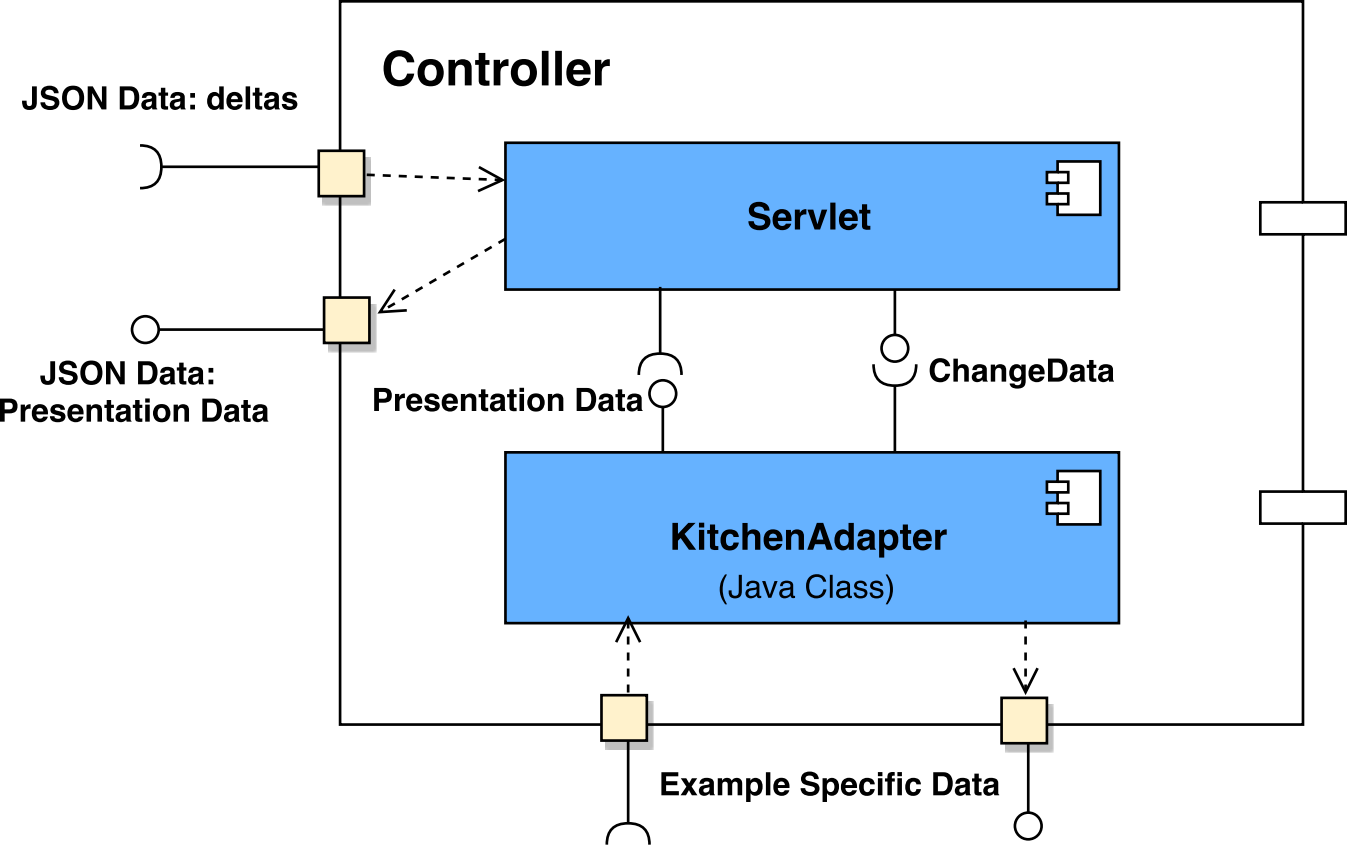 Controller
JSON Data: deltas
Servlet
JSON Data:
Presentation Data
Presentation Data
ChangeData
KitchenAdapter
(Java Class)
Example Specific Data